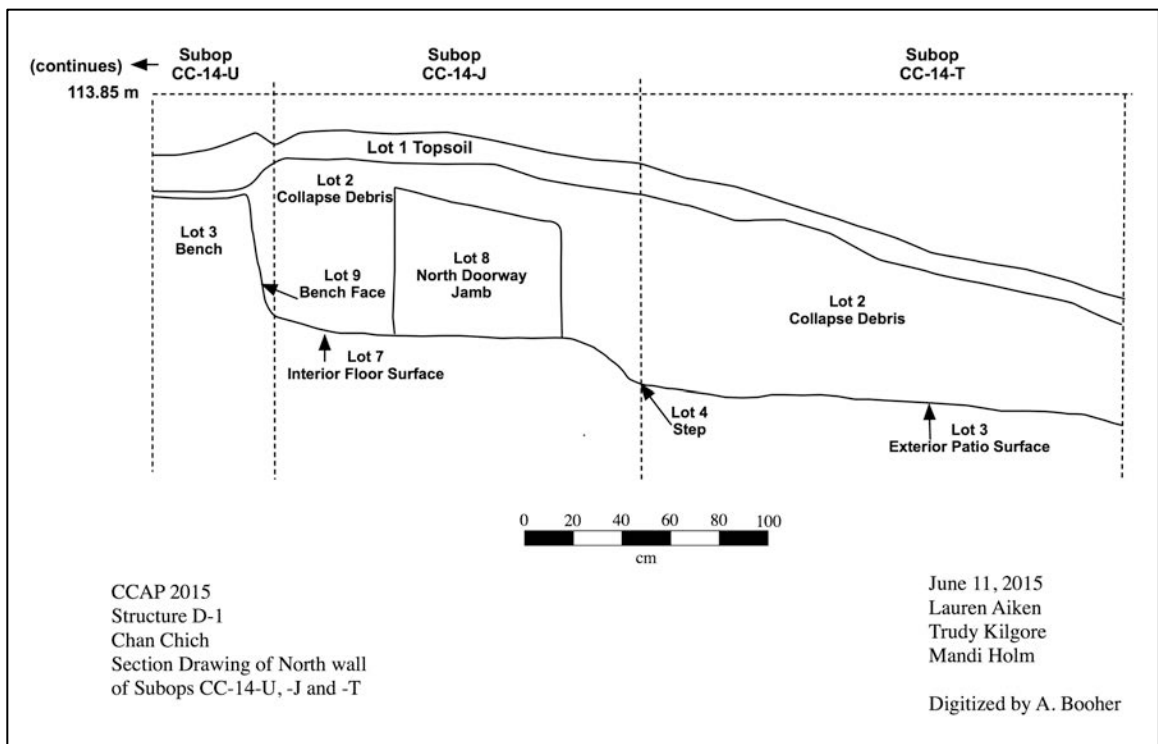 (continues)
Subop
CC-14-U
Subop
CC-14-J
Subop
CC-14-T
113.85 m
Lot 1 Topsoil
Lot 2
Collapse Debris
Lot 3
Bench
Lot 8
North Doorway
Jamb
Lot 9
Bench Face
Lot 2
Collapse Debris
Lot 7
Interior Floor Surface
Lot 4
Step
Lot 3
Exterior Patio Surface
0 20 40 60 80 100
cm
CCAP 2015
Structure D-1
Chan Chich
Section Drawing of North wall
of Subops CC-14-U, -J and -T
June 11, 2015
Lauren Aiken
Trudy Kilgore
Mandi Holm
Digitized by A. Booher